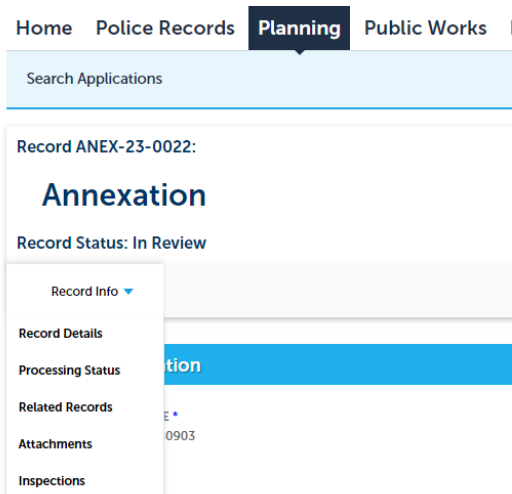 Home Police Records Planning Public Works
Search Applications
Record ANEX-23-0022:
Annexation
Record Status: In Review
Record Info
Record Details
Processing Status
tion
Related Records
E *
Attachments
0903
Inspections